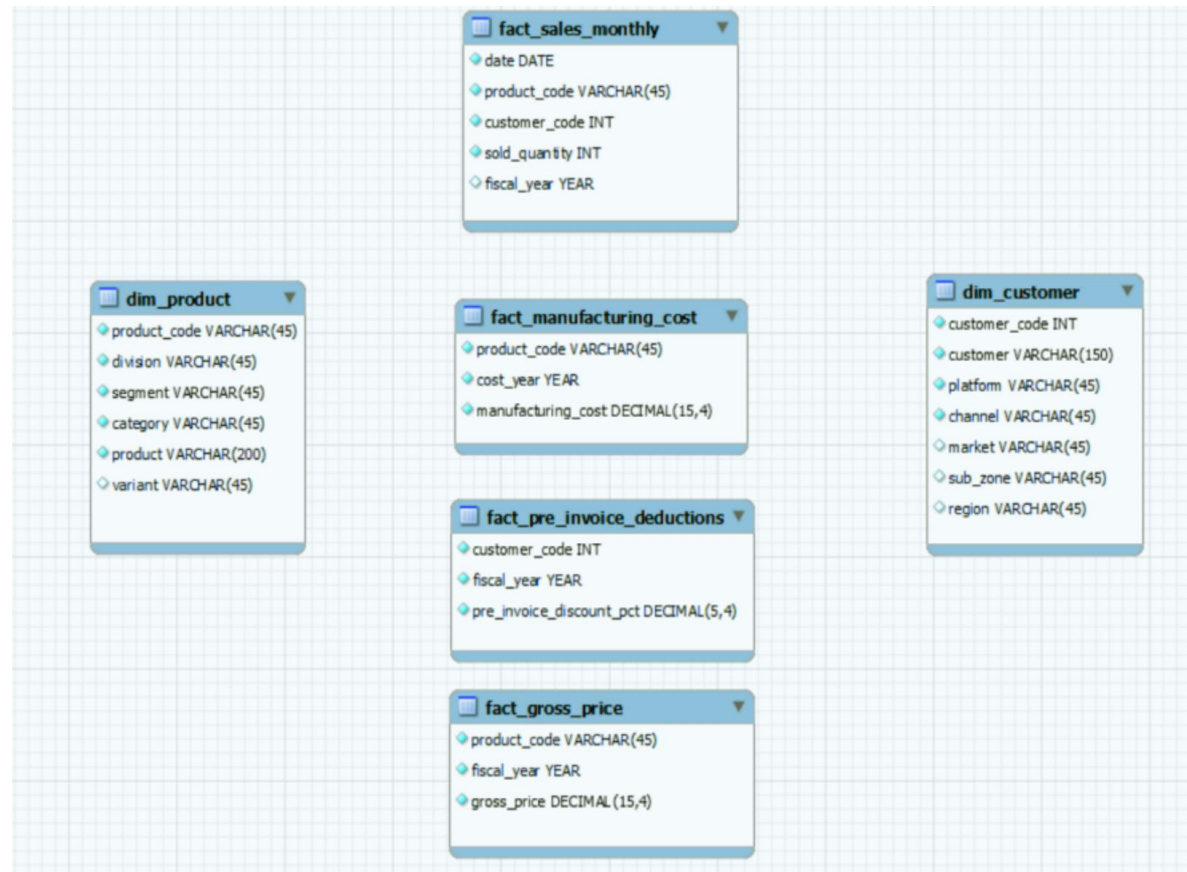 fact_sales_monthly
date DATE
product_code VARCHAR(45)
customer_code INT
sold_quantity INT
fiscal_year YEAR
dim_product
product_code VARCHAR(45)
division VARCHAR(45)
segment VARCHAR(45)
category VARCHAR(45)
product VARCHAR(200)
variant VARCHAR(45)
fact_manufacturing_cost
product_code VARCHAR(45)
cost_year YEAR
manufacturing_cost DECIMAL(15,4)
dim_customer
customer_code INT
customer VARCHAR(150)
platform VARCHAR(45)
channel VARCHAR(45)
market VARCHAR(45)
sub_zone VARCHAR(45)
region VARCHAR(45)
fact_pre_invoice_deductions
customer_code INT
fiscal_year YEAR
pre_invoice_discount_pct DECIMAL(5,4)
fact_gross_price
product_code VARCHAR(45)
fiscal_year YEAR
gross_price DECIMAL(15,4)